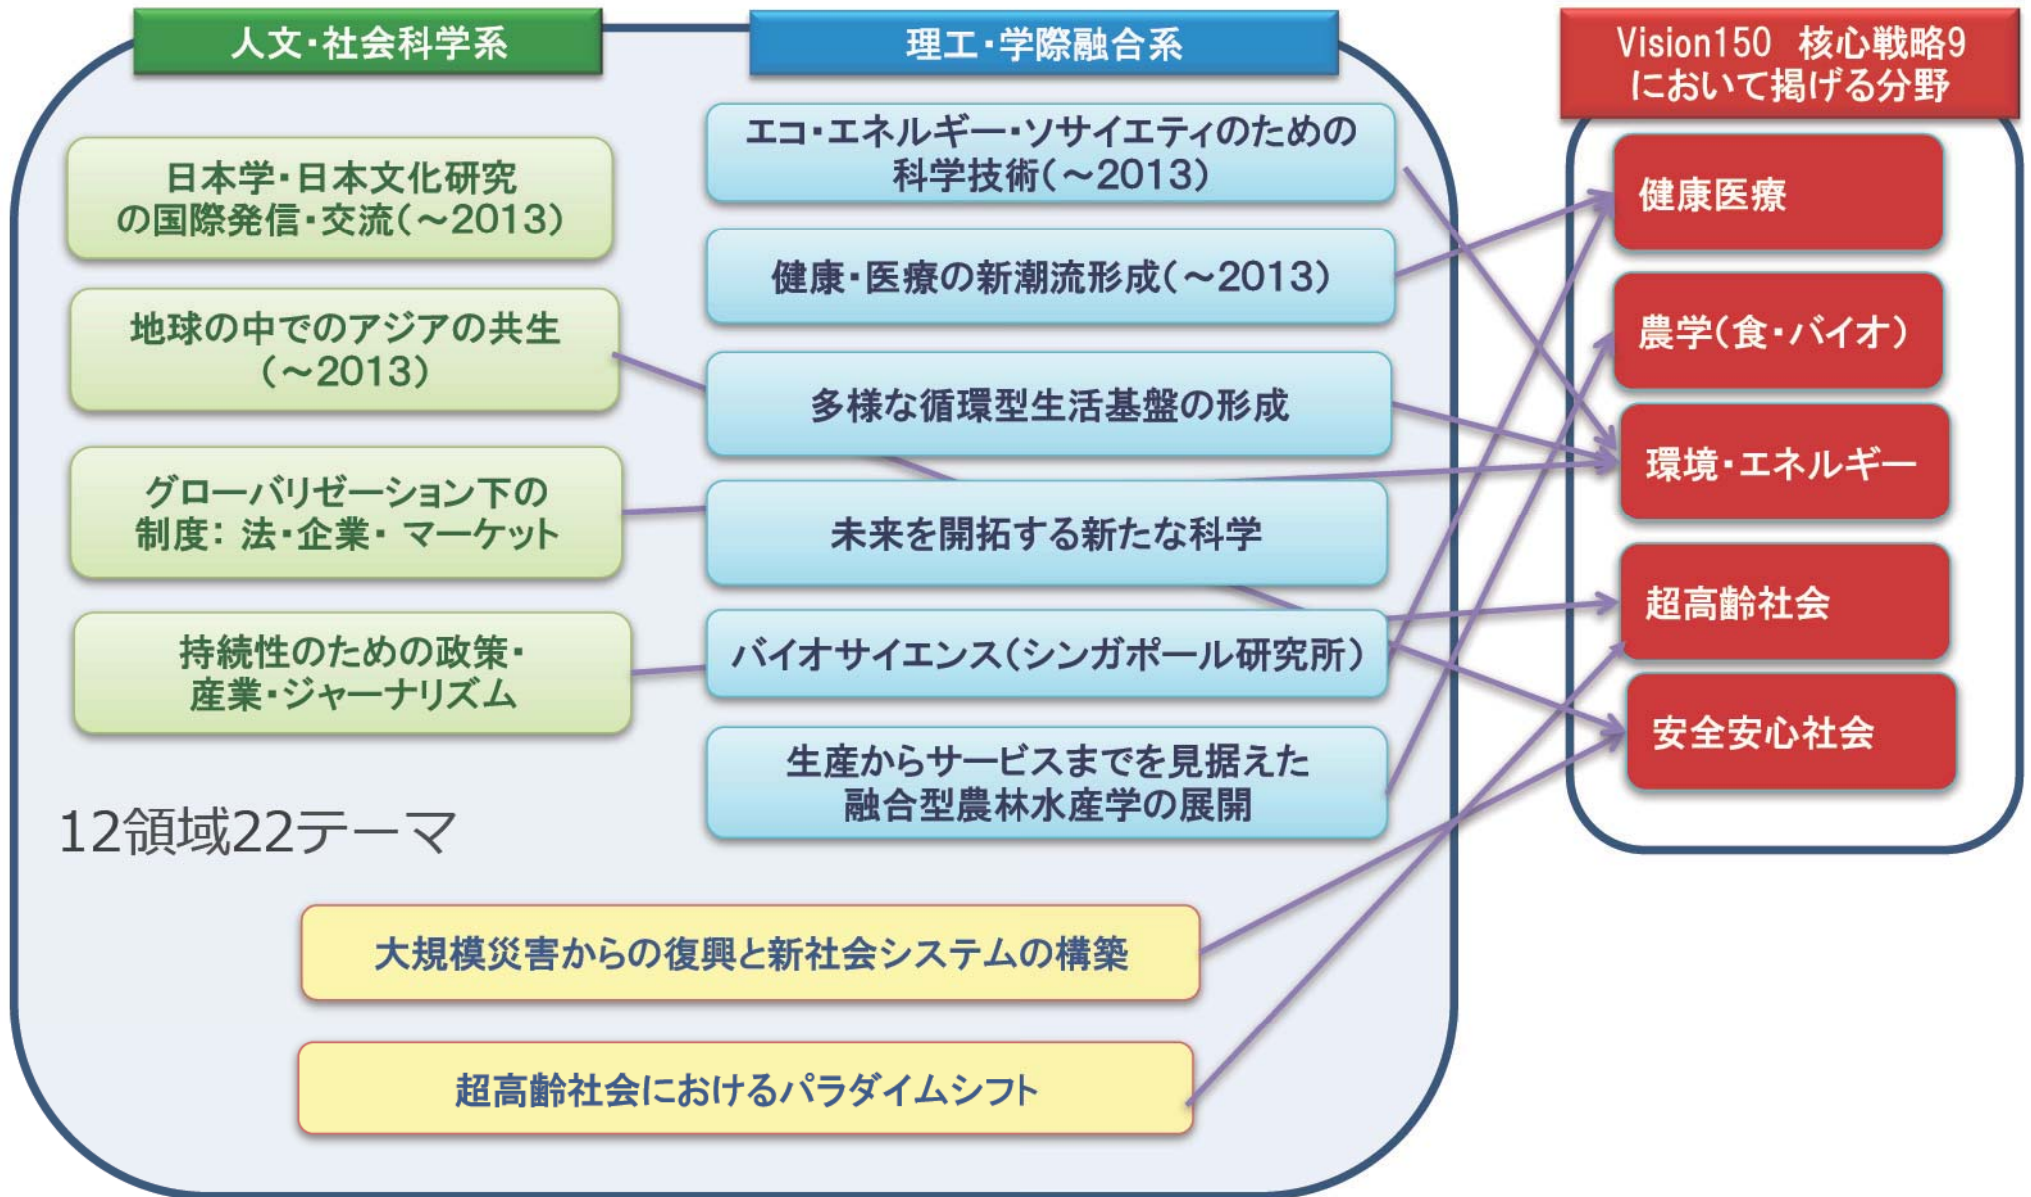 人文・社会科学系
日本学・日本文化研究
の国際発信・交流(～2013)
地球の中でのアジアの共生
(～2013)
グローバリゼーション下の
制度: 法・企業・ マーケット
持続性のための政策・
産業・ジャーナリズム
12領域22テーマ
理工・学際融合系
エコ・エネルギー・ソサイエティのための
科学技術(～2013)
健康・医療の新潮流形成(～2013)
多様な循環型生活基盤の形成
未来を開拓する新たな科学
バイオサイエンス(シンガポール研究所)
生産からサービスまでを見据えた
融合型農林水産学の展開
大規模災害からの復興と新社会システムの構築
超高齢社会におけるパラダイムシフト
Vision150 核心戦略9
において掲げる分野
健康医療
農学(食・バイオ)
環境・エネルギー
超高齢社会
安全安心社会